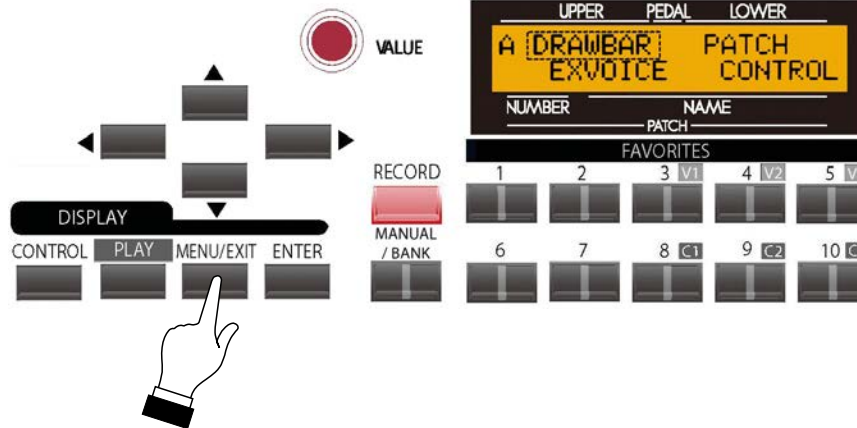 UPPER PEDAL LOWER
VALUE
A DRAWBAR PATCH
EXVOICE CONTROL
NUMBER NAME
PATCH
FAVORITES
RECORD
1 2 3 V1 4 V2 5
DISPLAY
CONTROL PLAY MENU/EXIT ENTER
MANUAL
/ BANK
6 7 8 C1 9 C2 10